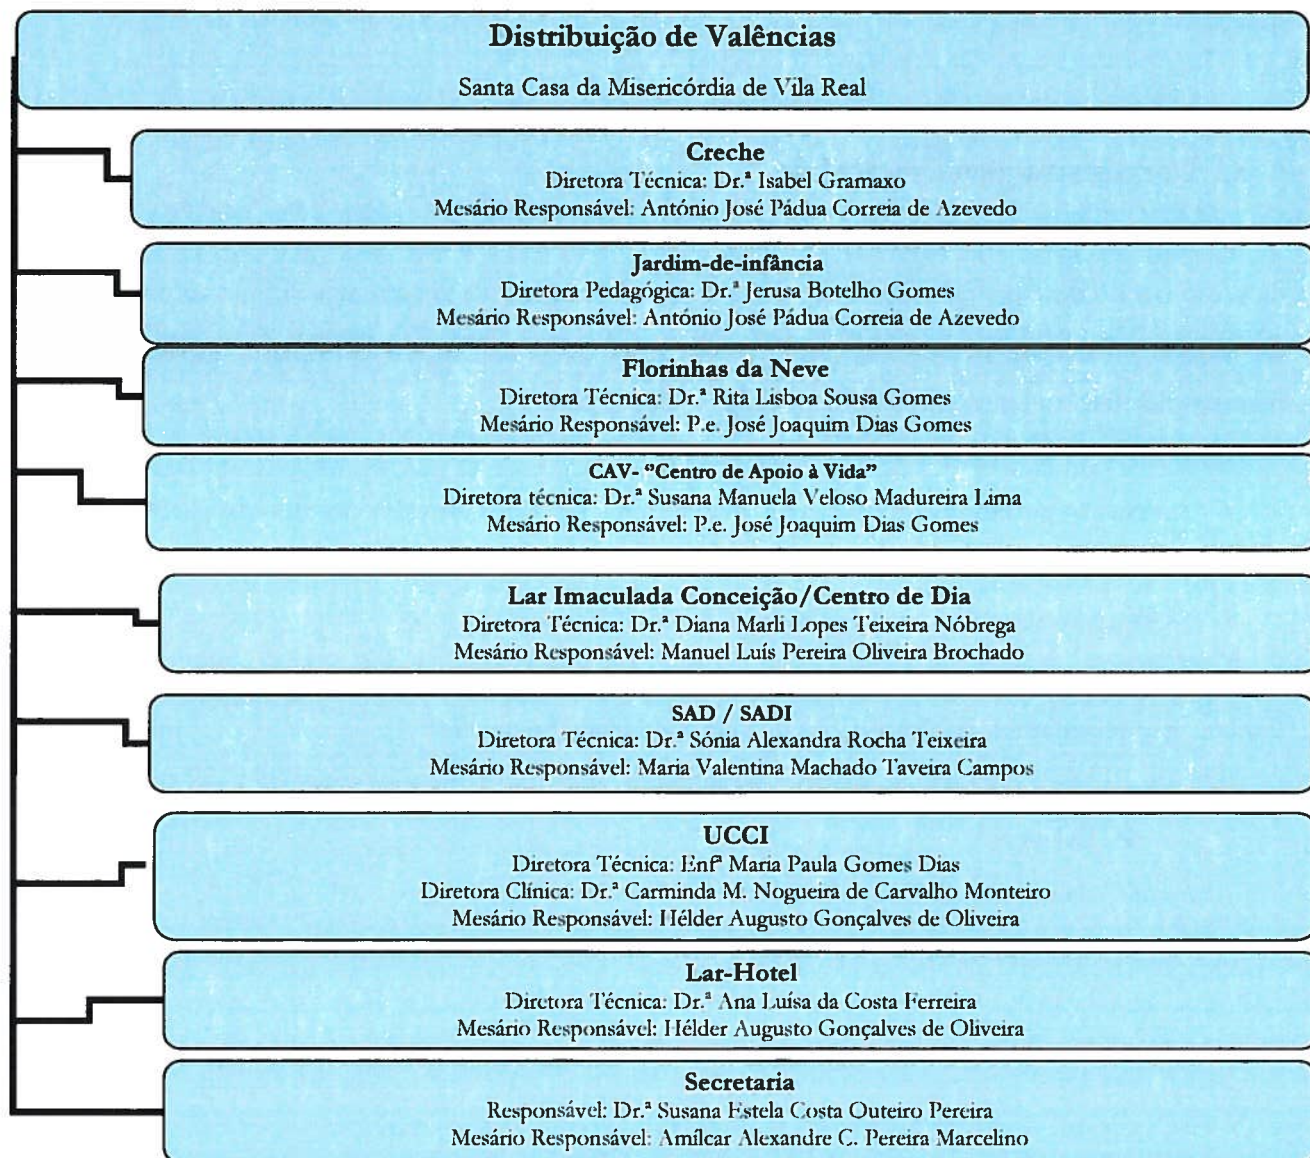 Distribuição de Valências
Santa Casa da Misericórdia de Vila Real
Creche
Diretora Técnica: Dr.ª Isabel Gramaxo
Mesário Responsável: António José Pádua Correia de Azevedo
Jardim-de-infância
Diretora Pedagógica: Dr.ª Jerusa Botelho Gomes
Mesário Responsável: António José Pádua Correia de Azevedo
Florinhas da Neve
Diretora Técnica: Dr.ª Rita Lisboa Sousa Gomes
Mesário Responsável: P.e. José Joaquim Dias Gomes
CAV- “Centro de Apoio à Vida”
Diretora técnica: Dr.ª Susana Manuela Veloso Madureira Lima
Mesário Responsável: P.e. José Joaquim Dias Gomes
Lar Imaculada Conceição/Centro de Dia
Diretora Técnica: Dr.ª Diana Marli Lopes Teixeira Nóbrega
Mesário Responsável: Manuel Luís Pereira Oliveira Brochado
SAD / SADI
Diretora Técnica: Dr.ª Sónia Alexandra Rocha Teixeira
Mesário Responsável: Maria Valentina Machado Taveira Campos
UCCI
Diretora Técnica: Enfª Maria Paula Gomes Dias
Diretora Clínica: Dr.ª Carminda M. Nogueira de Carvalho Monteiro
Mesário Responsável: Hélder Augusto Gonçalves de Oliveira
Lar-Hotel
Diretora Técnica: Dr.ª Ana Luísa da Costa Ferreira
Mesário Responsável: Hélder Augusto Gonçalves de Oliveira
Secretaria
Responsável: Dr.ª Susana Estela Costa Outeiro Pereira
Mesário Responsável: Amílcar Alexandre C. Pereira Marcelino